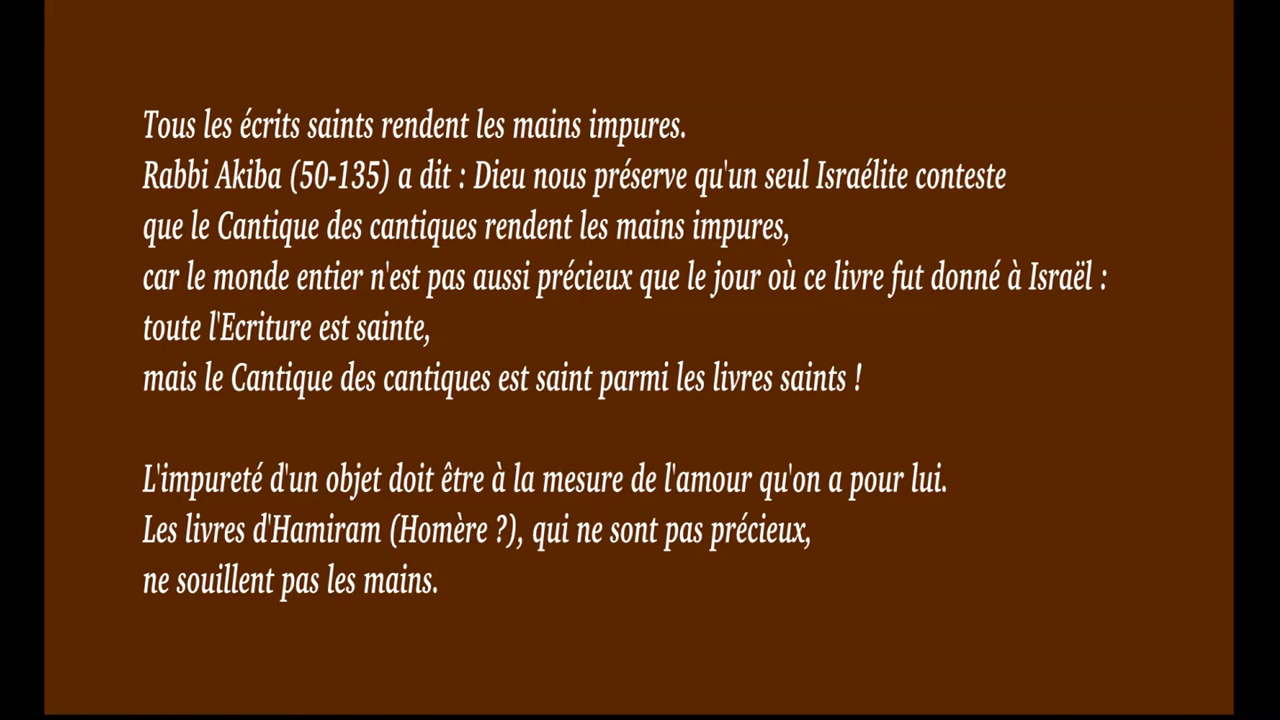 Tous les écrits saints rendent les mains impures.
Rabbi Akiba (50-135) a dit : Dieu nous préserve qu'un seul Israélite conteste
que le Cantique des cantiques rendent les mains impures,
car le monde entier n'est pas aussi précieux que le jour où ce livre fut donné à Israël :
toute l'Ecriture est sainte,
mais le Cantique des cantiques est saint parmi les livres saints !
L'impureté d'un objet doit être à la mesure de l'amour qu'on a pour lui.
Les livres d'Hamiram (Homère ?), qui ne sont pas précieux,
ne souillent pas les mains.